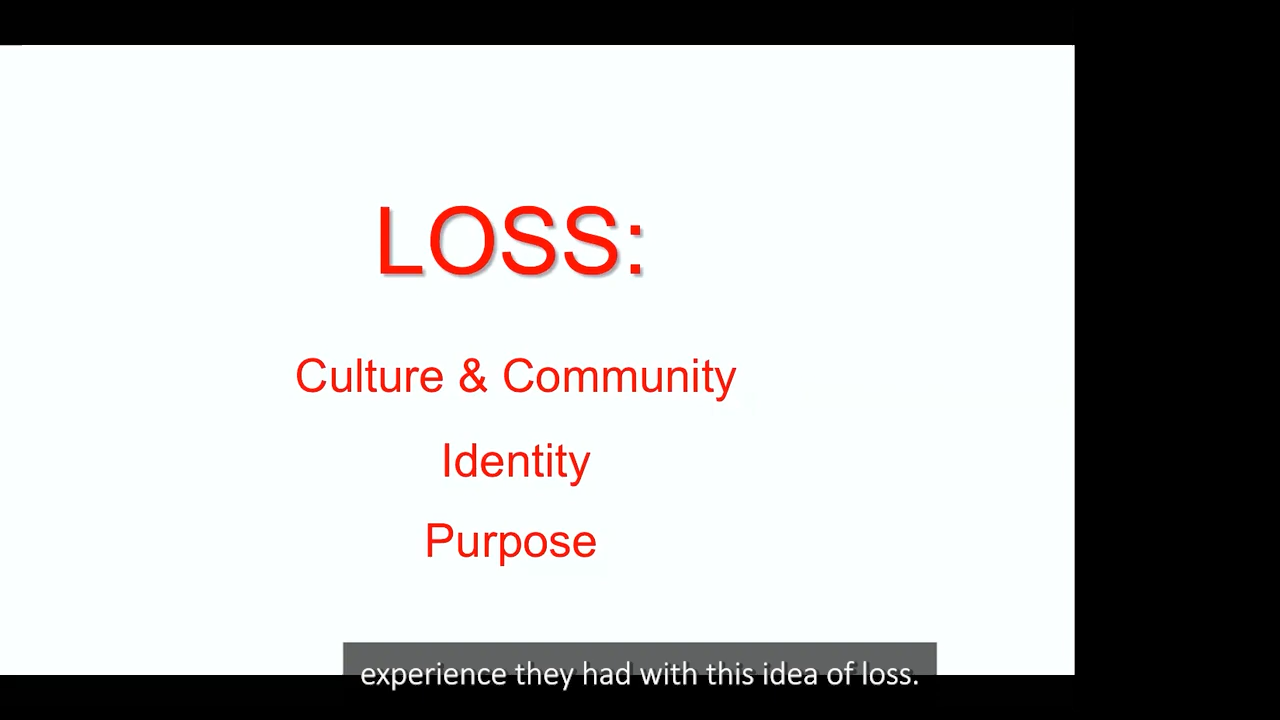 LOSS:
Culture & Community
Identity
Purpose
experience they had with this idea of loss.